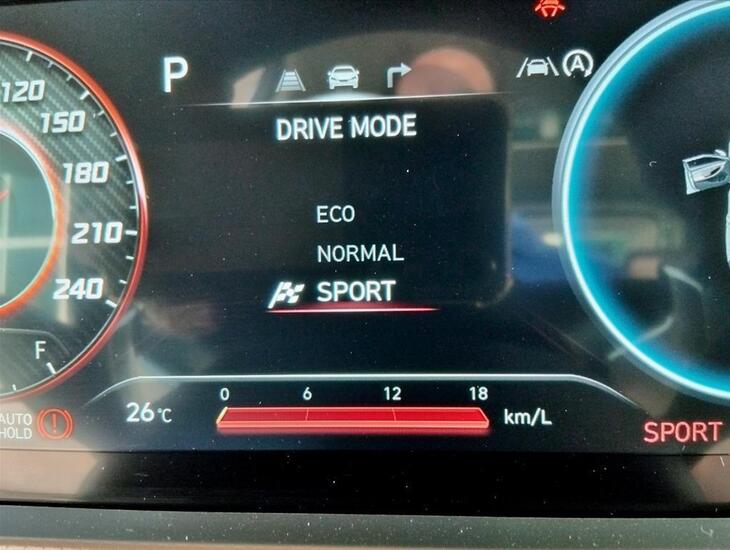 P
A
DRIVE MODE
120
150
180
210
240
F
ECO
NORMAL
SPORT
0 6 12 18
26°C
km/L
AUTO
HOLD
SPORT